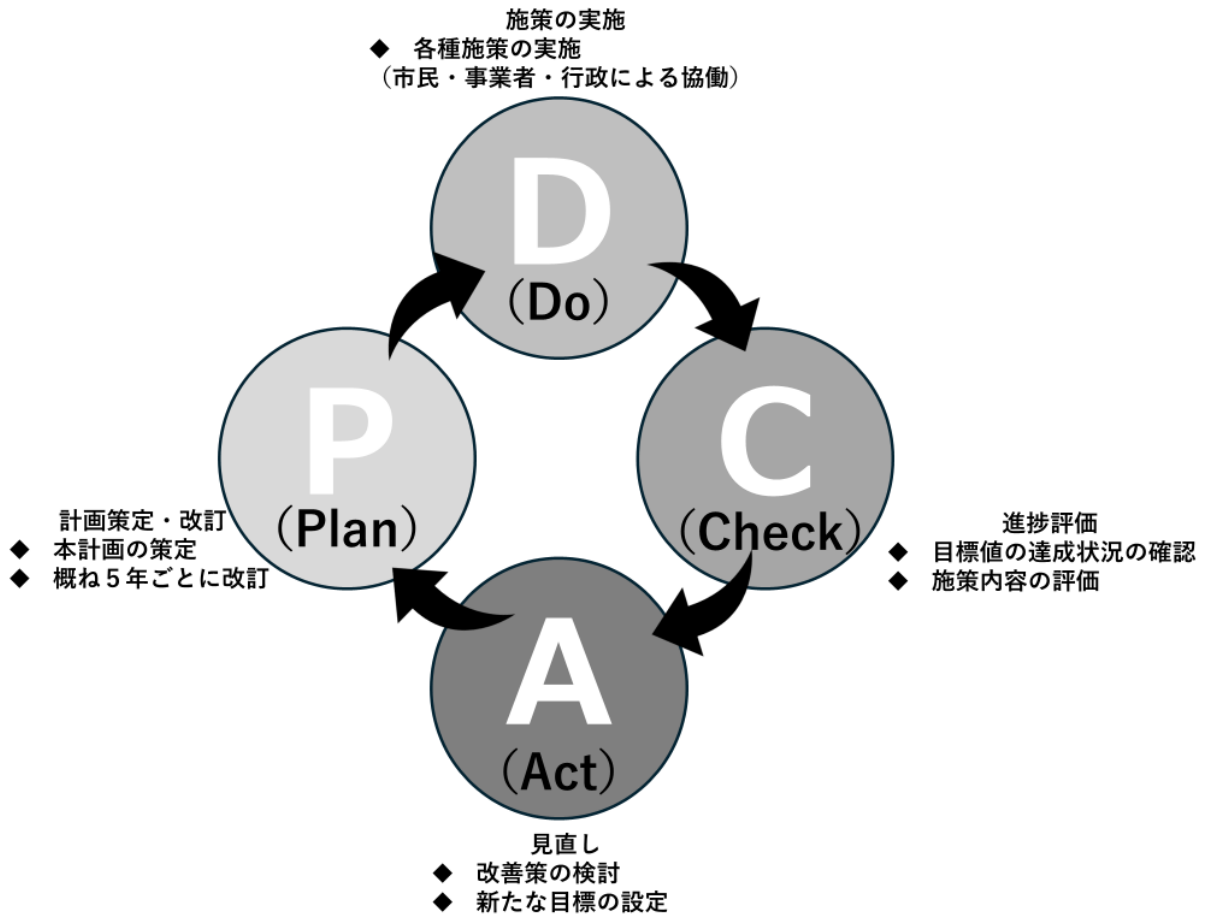 施策の実施
◆ 各種施策の実施
（市民・事業者・行政による協働）
D
（Do）
P
（Plan）
計画策定・改訂
◆ 本計画の策定
◆ 概ね５年ごとに改訂
C
（Check）
進捗評価
◆ 目標値の達成状況の確認
◆ 施策内容の評価
A
（Act）
見直し
◆ 改善策の検討
◆ 新たな目標の設定